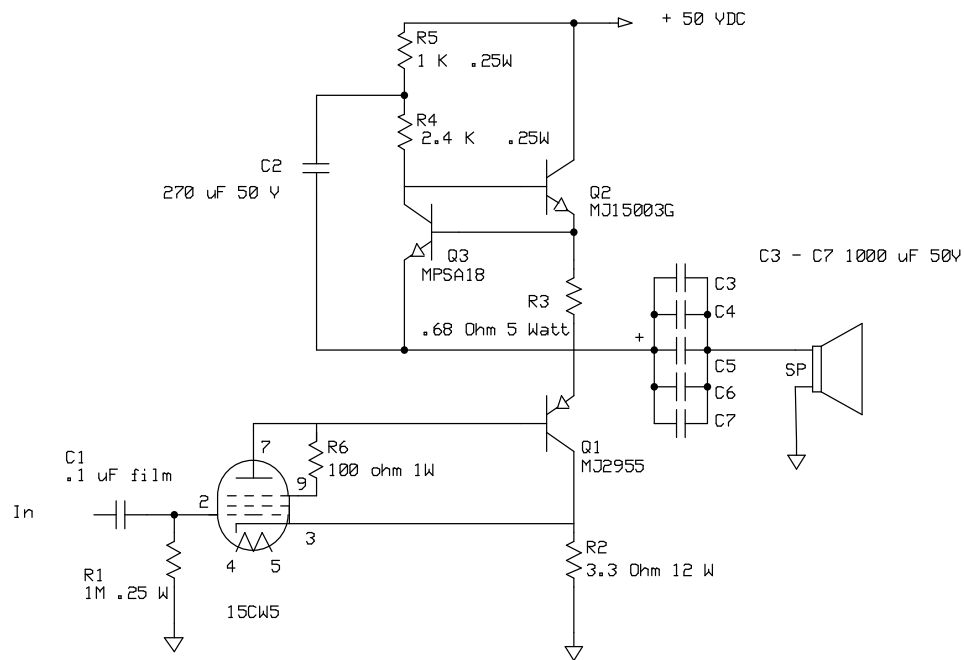 + 50 VDC
R5
1 K .25W
R4
2.4 K .25W
C2
270 uF 50 V
Q2
MJ15003G
Q3
MPSA18
C3 - C7 1000 uF 50V
R3
.68 Ohm 5 Watt
+
C3
C4
C5
C6
C7
SP
7
R6
100 ohm 1W
Q1
MJ2955
C1
.1 uF film
9
2
In
3
4
5
R1
1M .25 W
R2
3.3 Ohm 12 W
15CW5